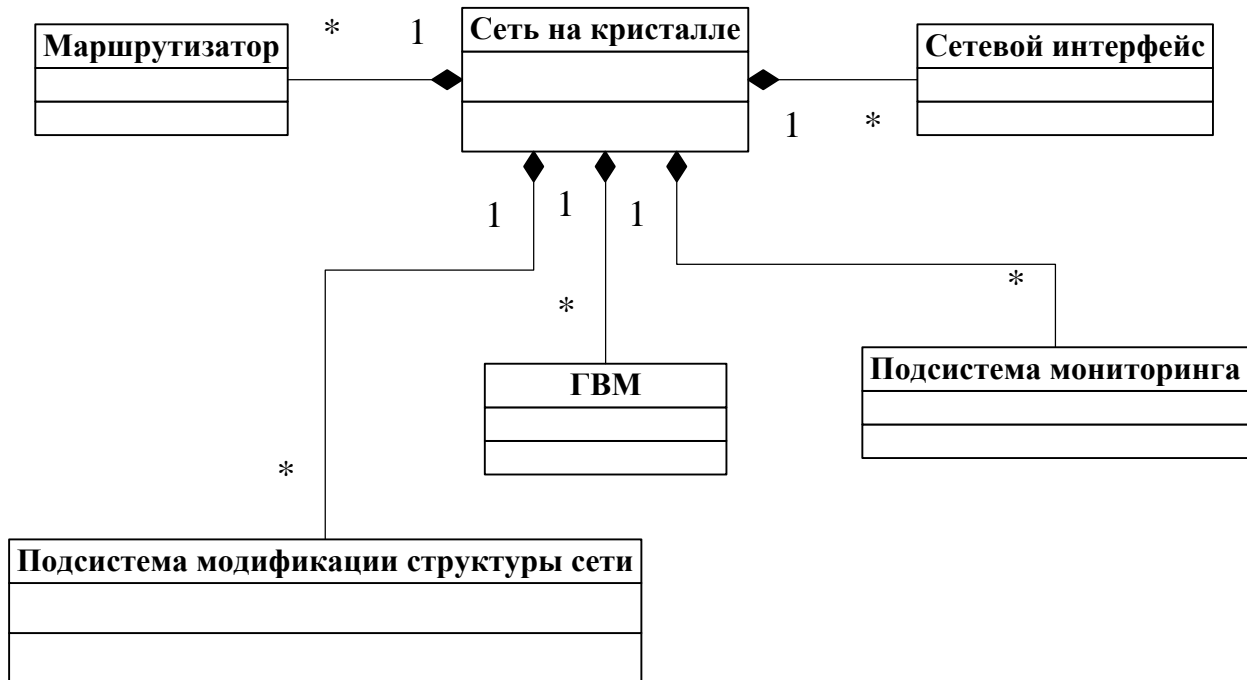 Маршрутизатор
* 1
Сеть на кристалле
Сетевой интерфейс
1 *
1
1
1
*
*
ГВМ
Подсистема мониторинга
*
Подсистема модификации структуры сети